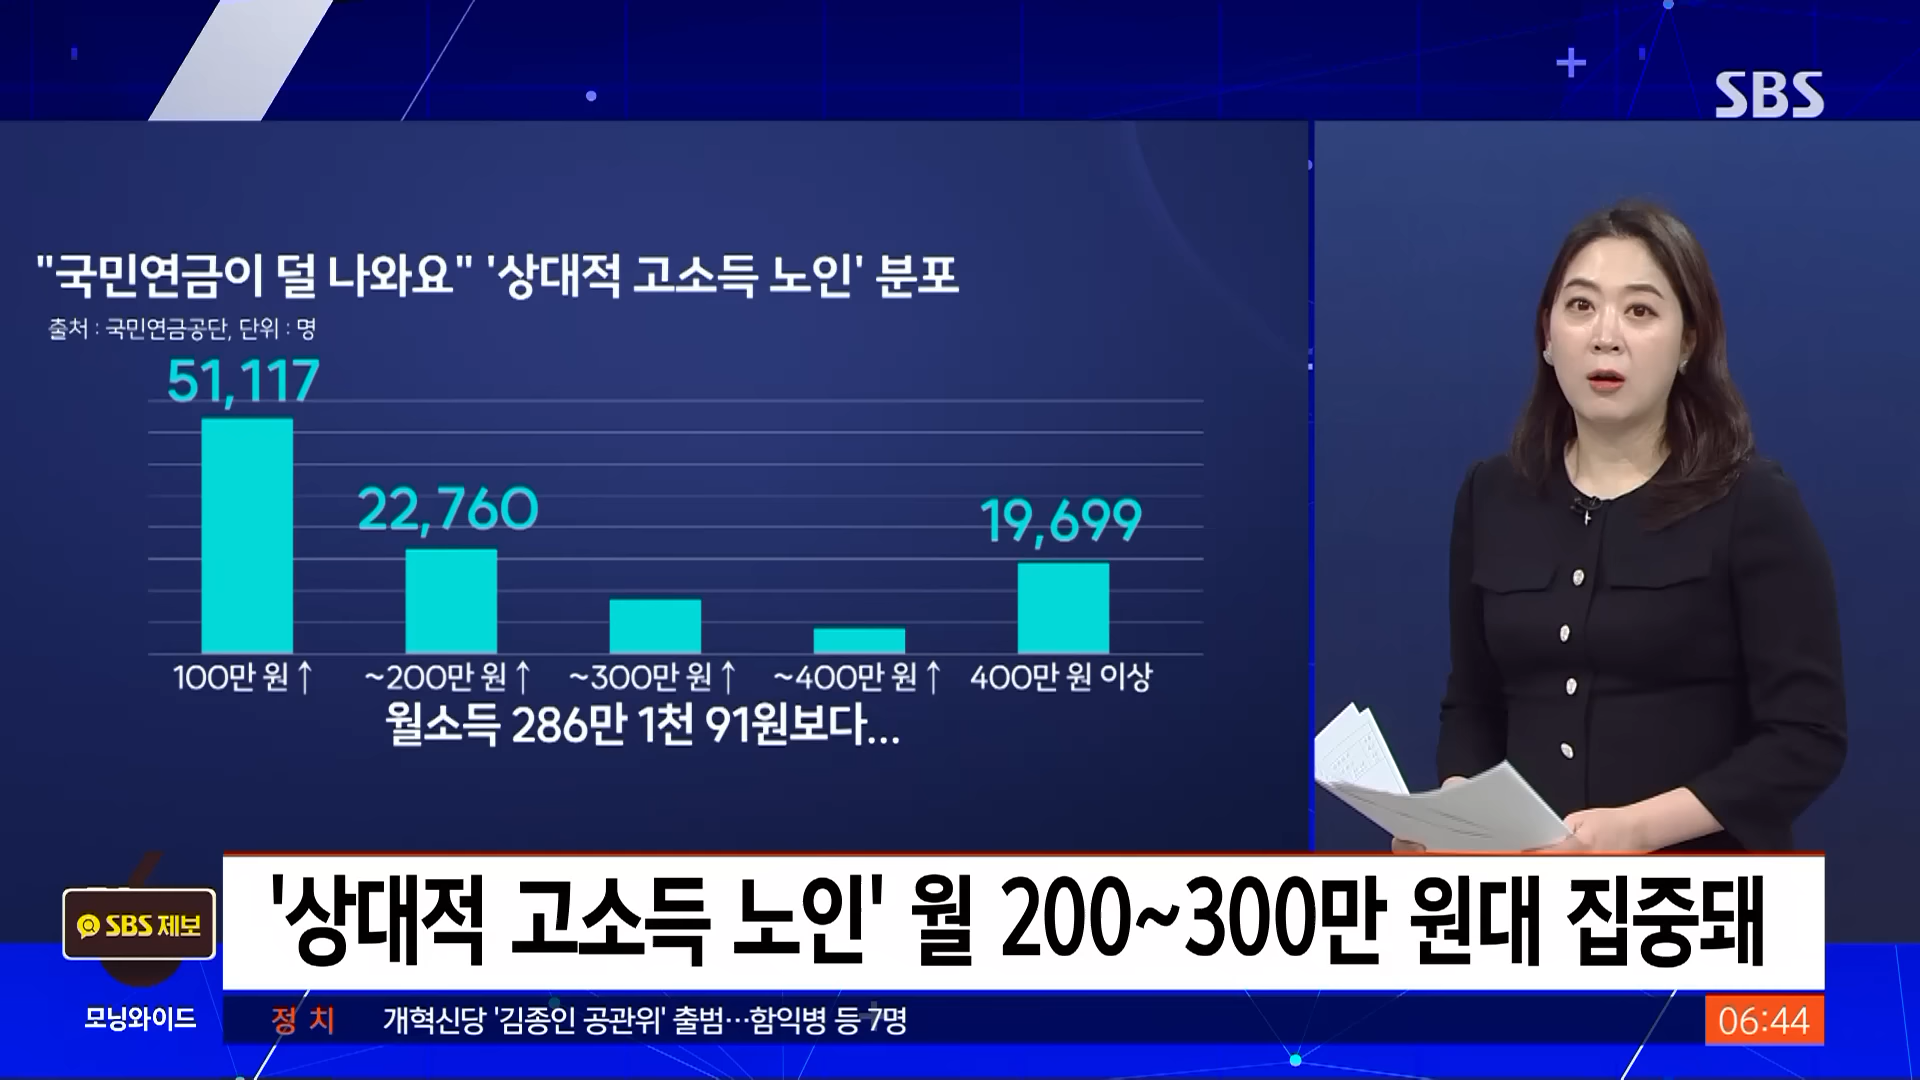 SBS
"국민연금이 덜 나와요" '상대적 고소득 노인' 분포
출처 : 국민연금공단, 단위 : 명
51,117
22,760
19,699
100만 원↑
~200만 원↑
~300만 원↑
~400만 원↑
400만 원 이상
월소득 286만 1천 91원보다...
SBS 제보
'상대적 고소득 노인' 월 200~300만 원대 집중돼
모닝와이드
정 치
개혁신당 '김종인 공관위' 출범…함익병 등 7명
06:44